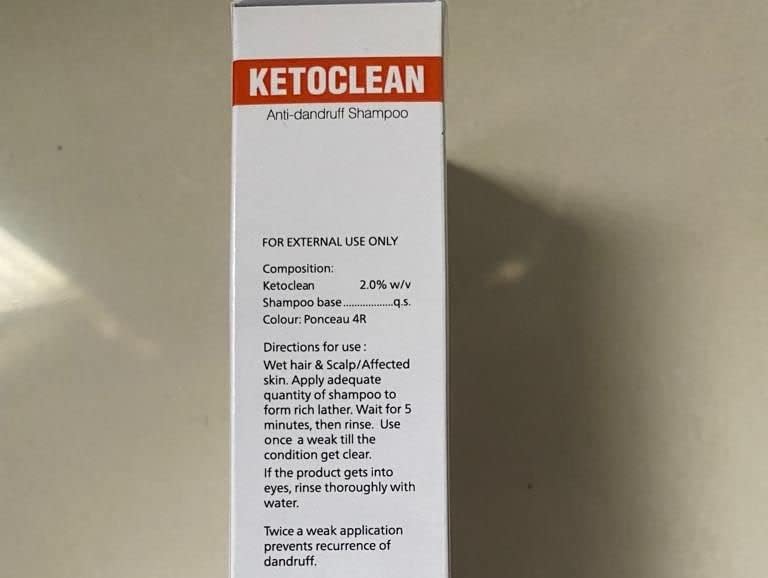 KETOCLEAN
Anti-dandruff Shampoo
FOR EXTERNAL USE ONLY
Composition:
Ketoclean 2.0% w/v
Shampoo base..................q.s.
Colour: Ponceau 4R
Directions for use :
Wet hair & Scalp/Affected
skin. Apply adequate
quantity of shampoo to
form rich lather. Wait for 5
minutes, then rinse. Use
once a weak till the
condition get clear.
If the product gets into
eyes, rinse thoroughly with
water.
Twice a weak application
prevents recurrence of
dandruff.